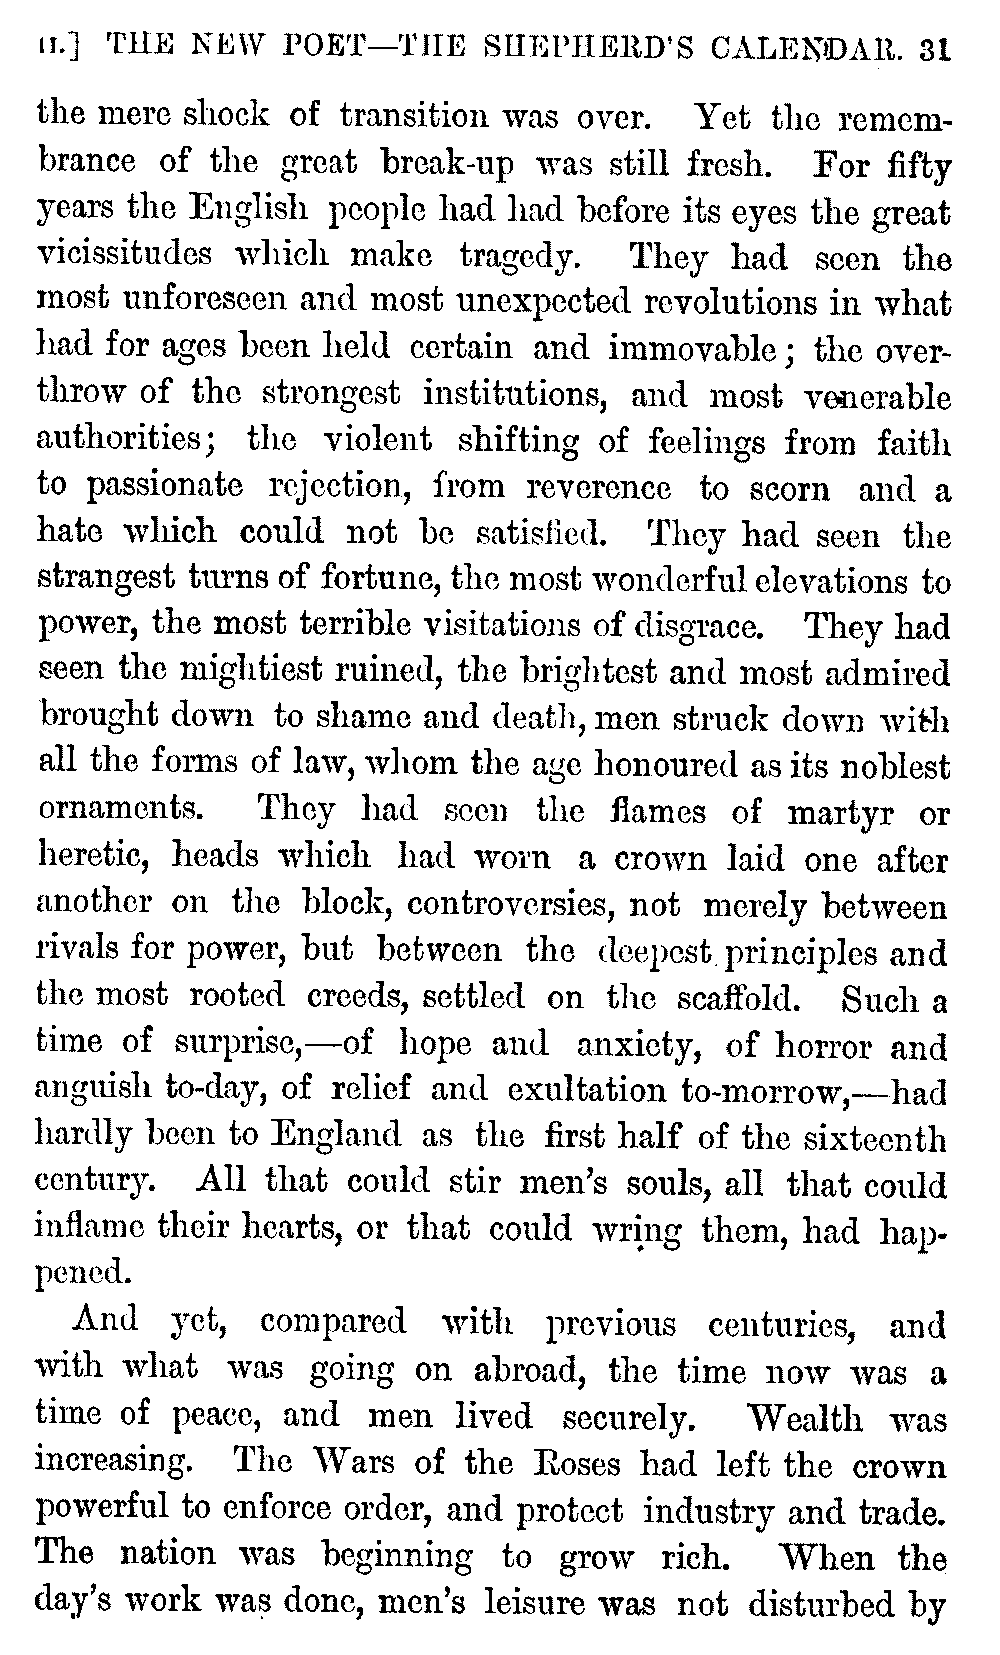 II.] THE NEW POET—THE SHEPHERD'S CALENDAR. 31
the mere shock of transition was over. Yet the remem-
brance of the great break-up was still fresh. For fifty
years the English people had had before its eyes the great
vicissitudes which make tragedy. They had seen the
most unforeseen and most unexpected revolutions in what
had for ages been held certain and immovable; the over-
throw of the strongest institutions, and most venerable
authorities; the violent shifting of feelings from faith
to passionate rejection, from reverence to scorn and a
hate which could not be satisfied. They had seen the
strangest turns of fortune, the most wonderful elevations to
power, the most terrible visitations of disgrace. They had
seen the mightiest ruined, the brightest and most admired
brought down to shame and death, men struck down with
all the forms of law, whom the age honoured as its noblest
ornaments. They had seen the flames of martyr or
heretic, heads which had worn a crown laid one after
another on the block, controversies, not merely between
rivals for power, but between the deepest principles and
the most rooted creeds, settled on the scaffold. Such a
time of surprise,—of hope and anxiety, of horror and
anguish to-day, of relief and exultation to-morrow,—had
hardly been to England as the first half of the sixteenth
century. All that could stir men's souls, all that could
inflame their hearts, or that could wring them, had hap-
pened.
And yet, compared with previous centuries, and
with what was going on abroad, the time now was a
time of peace, and men lived securely. Wealth was
increasing. The Wars of the Roses had left the crown
powerful to enforce order, and protect industry and trade.
The nation was beginning to grow rich. When the
day's work was done, men's leisure was not disturbed by